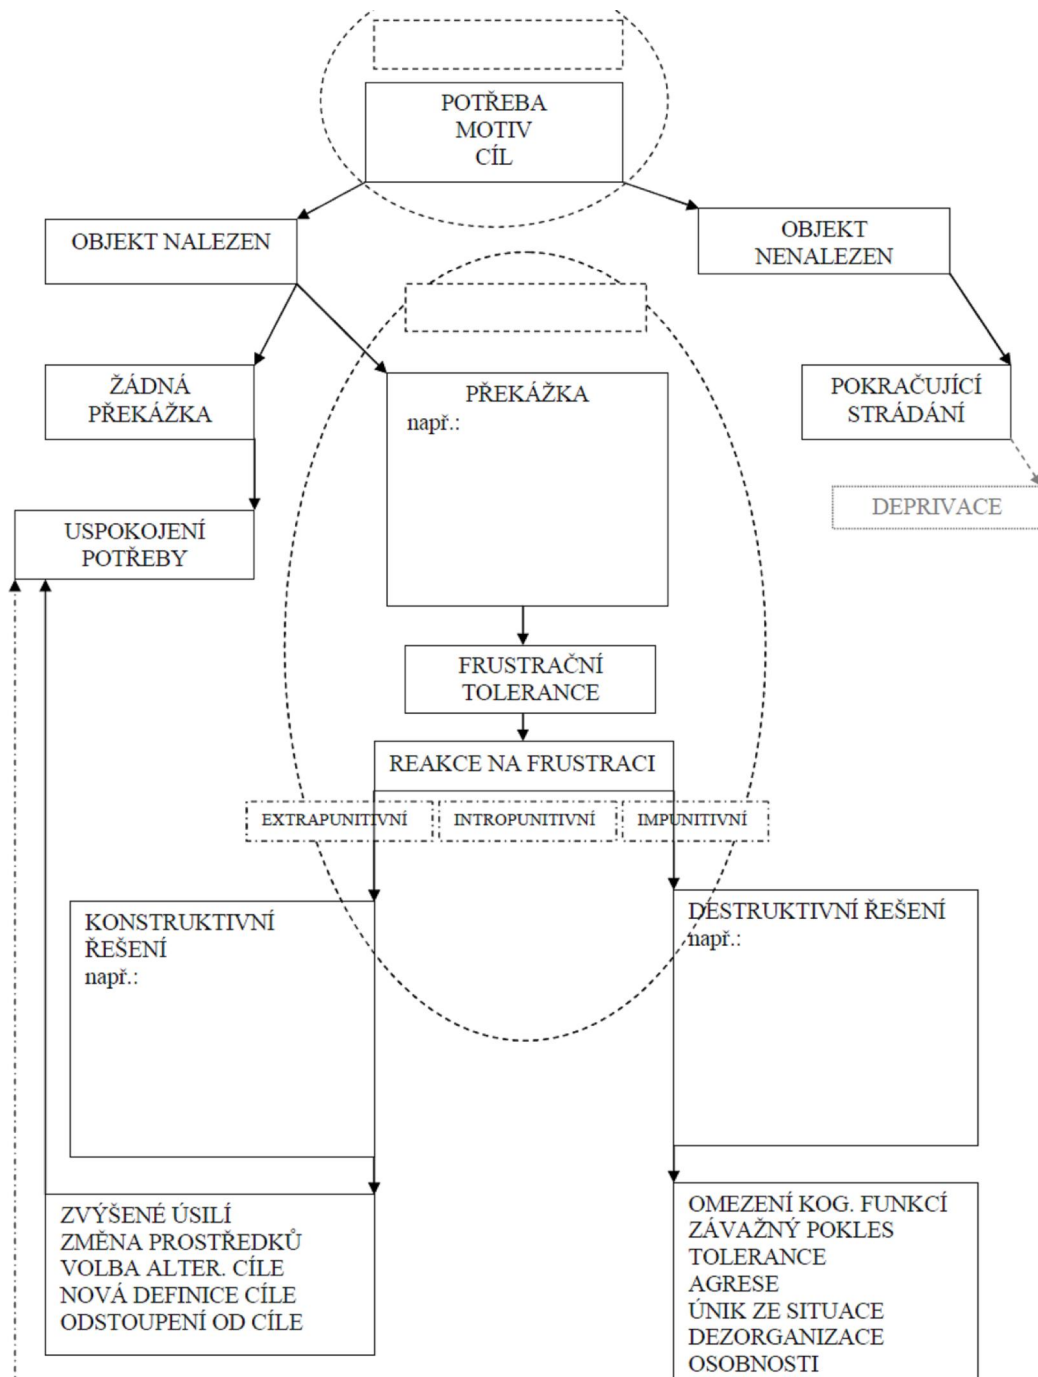 POTŘEBA
MOTIV
CÍL
OBJEKT NALEZEN
OBJEKT
NENALEZEN
ŽÁDNÁ
PŘEKÁŽKA
PŘEKÁŽKA
např.:
POKRAČUJÍCÍ
STRÁDÁNÍ
DEPRIVACE
USPOKOJENÍ
POTŘEBY
FRUSTRAČNÍ
TOLERANCE
REAKCE NA FRUSTRACI
EXTRAPUNITIVNÍ
INTROPUNITIVNÍ
IMPUNITIVNÍ
KONSTRUKTIVNÍ
ŘEŠENÍ
např.:
DESTRUKTIVNÍ ŘEŠENÍ
např.:
ZVÝŠENÉ ÚSILÍ
ZMĚNA PROSTŘEDKŮ
VOLBA ALTER. CÍLE
NOVÁ DEFINICE CÍLE
ODSTOUPENÍ OD CÍLE
OMEZENÍ KOG. FUNKCÍ
ZÁVAŽNÝ POKLES
TOLERANCE
AGRESE
ÚNIK ZE SITUACE
DEZORGANIZACE
OSOBNOSTI